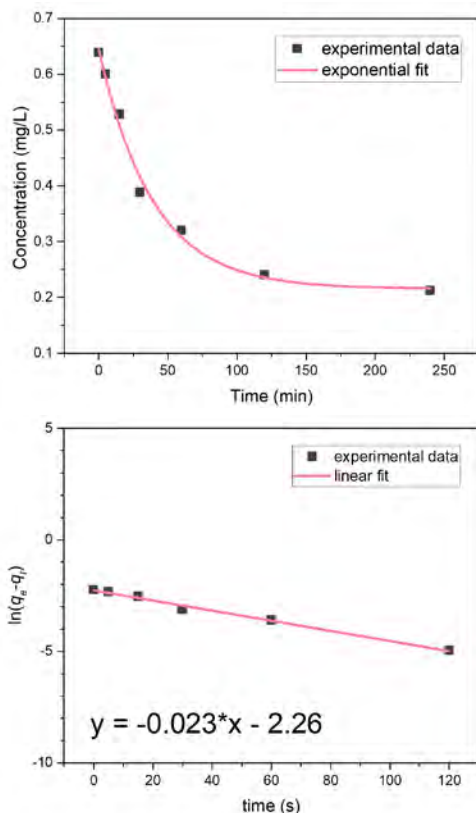 0.7
0.6
0.5
0.4
0.3
0.2
0.1
Concentration (mg/L)
experimental data
exponential fit
0 50 100 150 200 250
Time (min)
5
0
-5
-10
ln(qe-qt)
experimental data
linear fit
y = -0.023*x - 2.26
0 20 40 60 80 100 120
time (s)